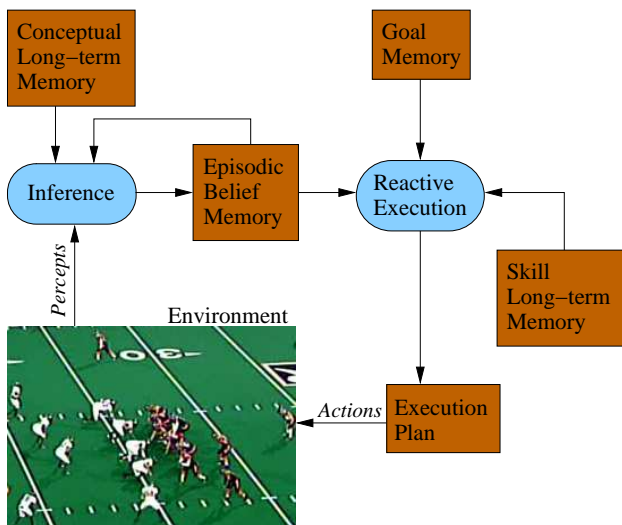 Conceptual
Long-term
Memory
Goal
Memory
Inference
Episodic
Belief
Memory
Reactive
Execution
Percepts
Skill
Long-term
Memory
Environment
Actions
Execution
Plan